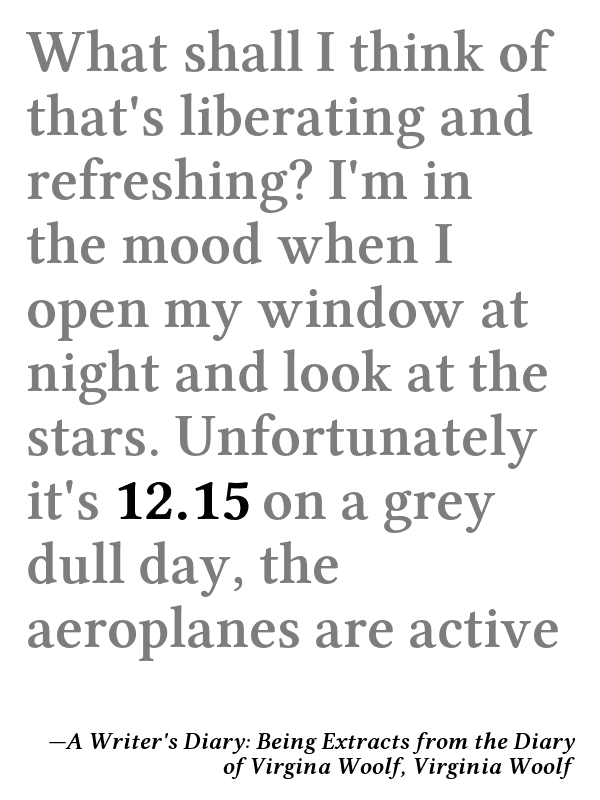 What shall I think of
that's liberating and
refreshing? I'm in
the mood when I
open my window at
night and look at the
stars. Unfortunately
it's 12.15 on a grey
dull day, the
aeroplanes are active
—A Writer's Diary: Being Extracts from the Diary
of Virgina Woolf, Virginia Woolf